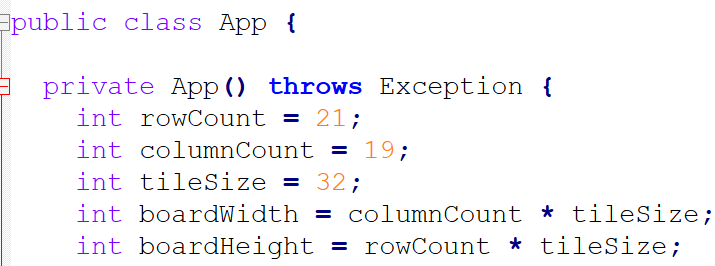 public class App {
private App() throws Exception {
int rowCount = 21;
int columnCount = 19;
int tileSize = 32;
int boardWidth = columnCount * tileSize;
int boardHeight = rowCount * tileSize;